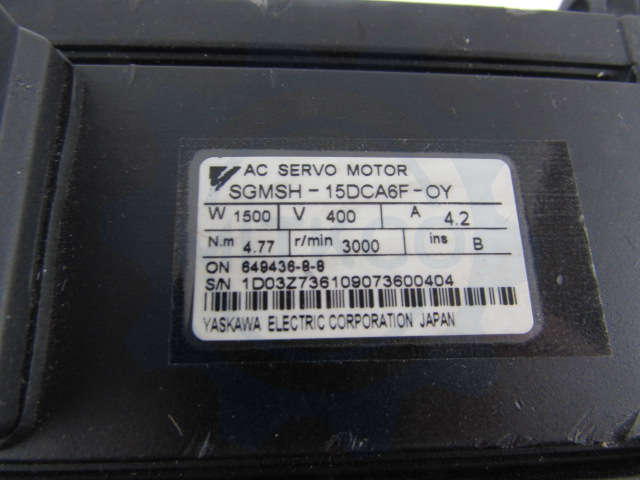 AC SERVO MOTOR
SGMSH-15DCA6F-OY
W 1500 V 400 A 4.2
N.m 4.77 r/min 3000 ins B
ON 649436-8-8
S/N 1D03Z736109073600404
YASKAWA ELECTRIC CORPORATION JAPAN